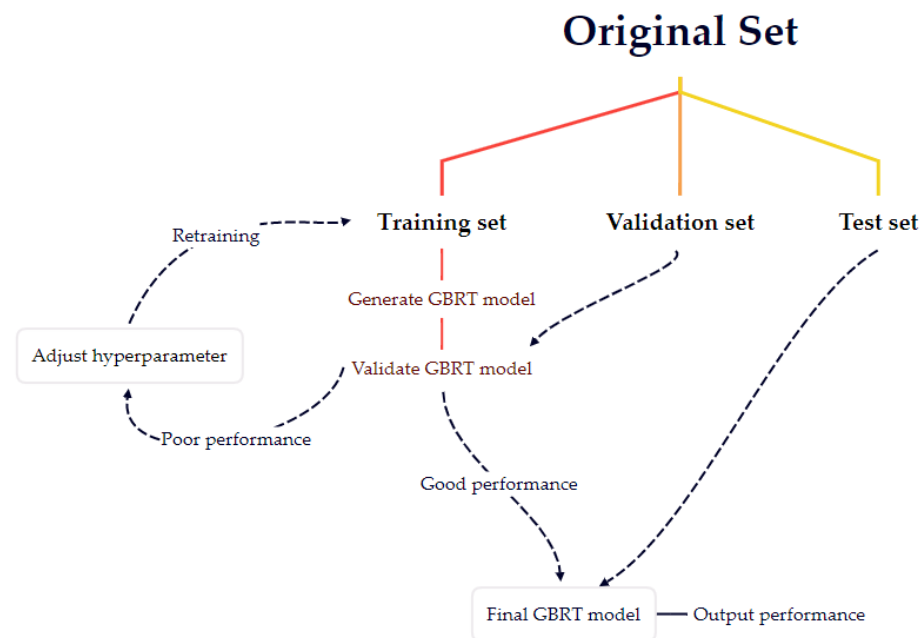 Original Set
Training set
Validation set
Test set
Retraining
Generate GBRT model
Adjust hyperparameter
Validate GBRT model
Poor performance
Good performance
Final GBRT model
Output performance